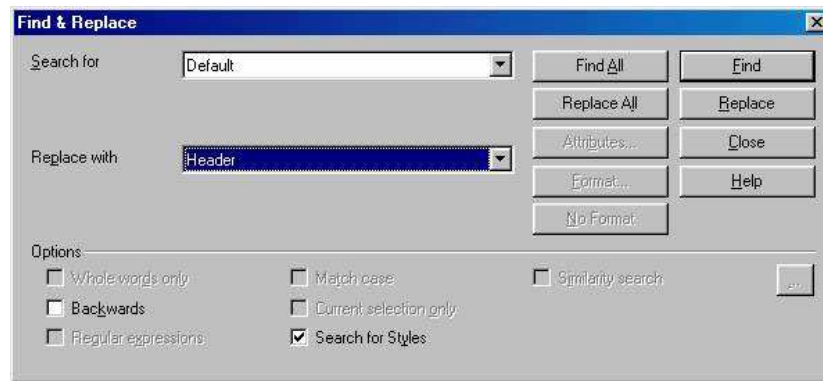 Find & Replace
Search for
Default
Find All
Find
Replace All
Replace
Replace with
Header
Attributes...
Close
Format...
Help
No Format
Options
Whole words only
Match case
Similarity search
...
Backwards
Current selection only
Regular expressions
Search for Styles